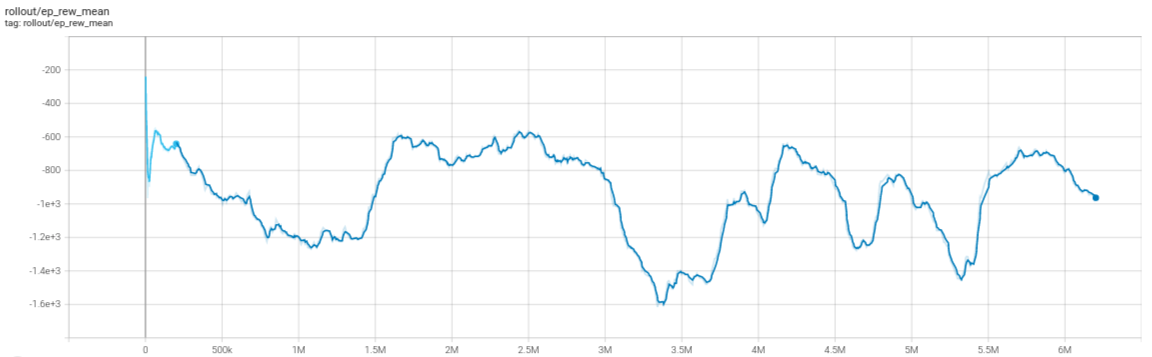 rollout/ep_rew_mean
tag: rollout/ep_rew_mean
-200
-400
-600
-800
-1e+3
-1.2e+3
-1.4e+3
-1.6e+3
0 500k 1M 1.5M 2M 2.5M 3M 3.5M 4M 4.5M 5M 5.5M 6M